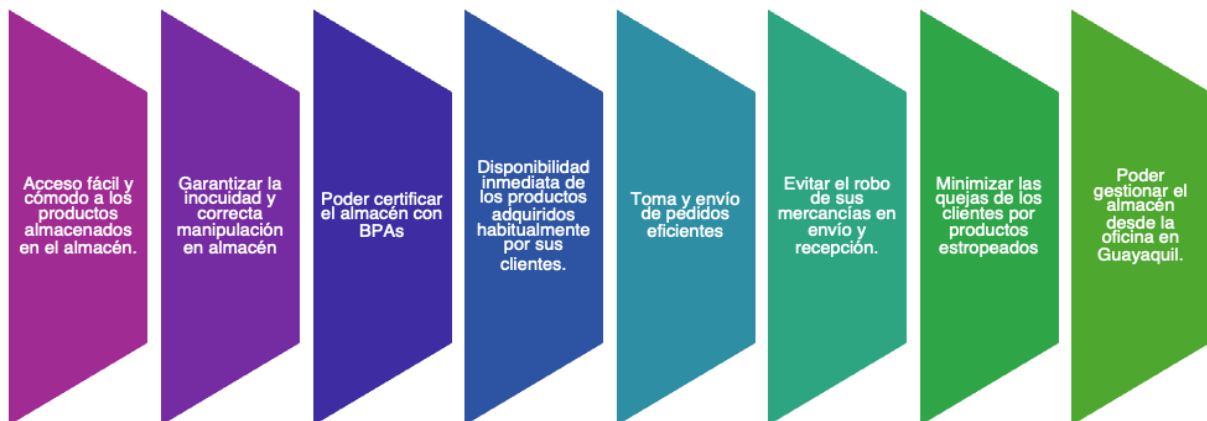 Acceso fácil y
cómodo a los
productos
almacenados
en el almacén.
Garantizar la
inocuidad y
correcta
manipulación
en almacén
Poder certificar
el almacén con
BPAs
Disponibilidad
inmediata de
los productos
adquiridos
habitualmente
por sus
clientes.
Toma y envío
de pedidos
eficientes
Evitar el robo
de sus
mercancías en
envío y
recepción.
Minimizar las
quejas de los
clientes por
productos
estropeados
Poder
gestionar el
almacén
desde la
oficina en
Guayaquil.